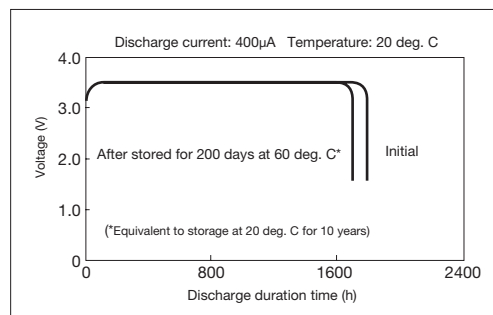 Discharge current: 400µA Temperature: 20 deg. C
4.0
3.0
2.0
1.0
0
Voltage (V)
After stored for 200 days at 60 deg. C*
Initial
(*Equivalent to storage at 20 deg. C for 10 years)
0 800 1600 2400
Discharge duration time (h)